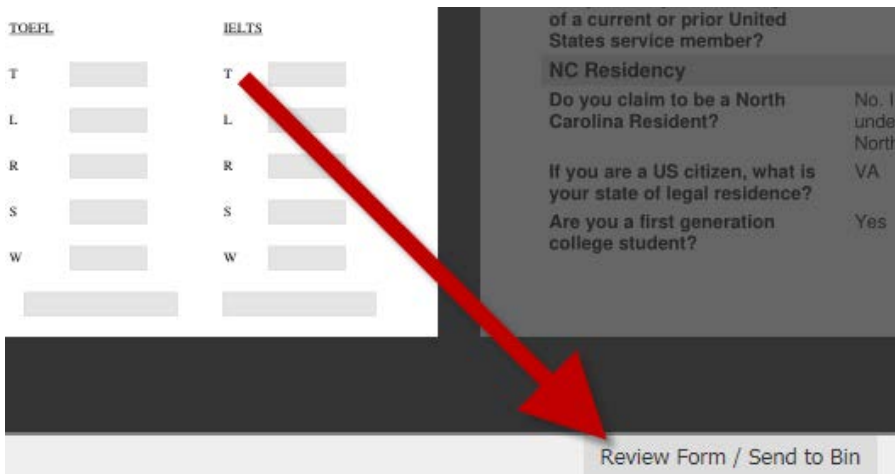 TOEFL
IELTS
T
T
L
L
R
R
S
S
W
W
of a current or prior United
States service member?
NC Residency
Do you claim to be a North No. I
Carolina Resident?
North
If you are a US citizen, what is VA
your state of legal residence?
Are you a first generation Yes
college student?
Review Form / Send to Bin